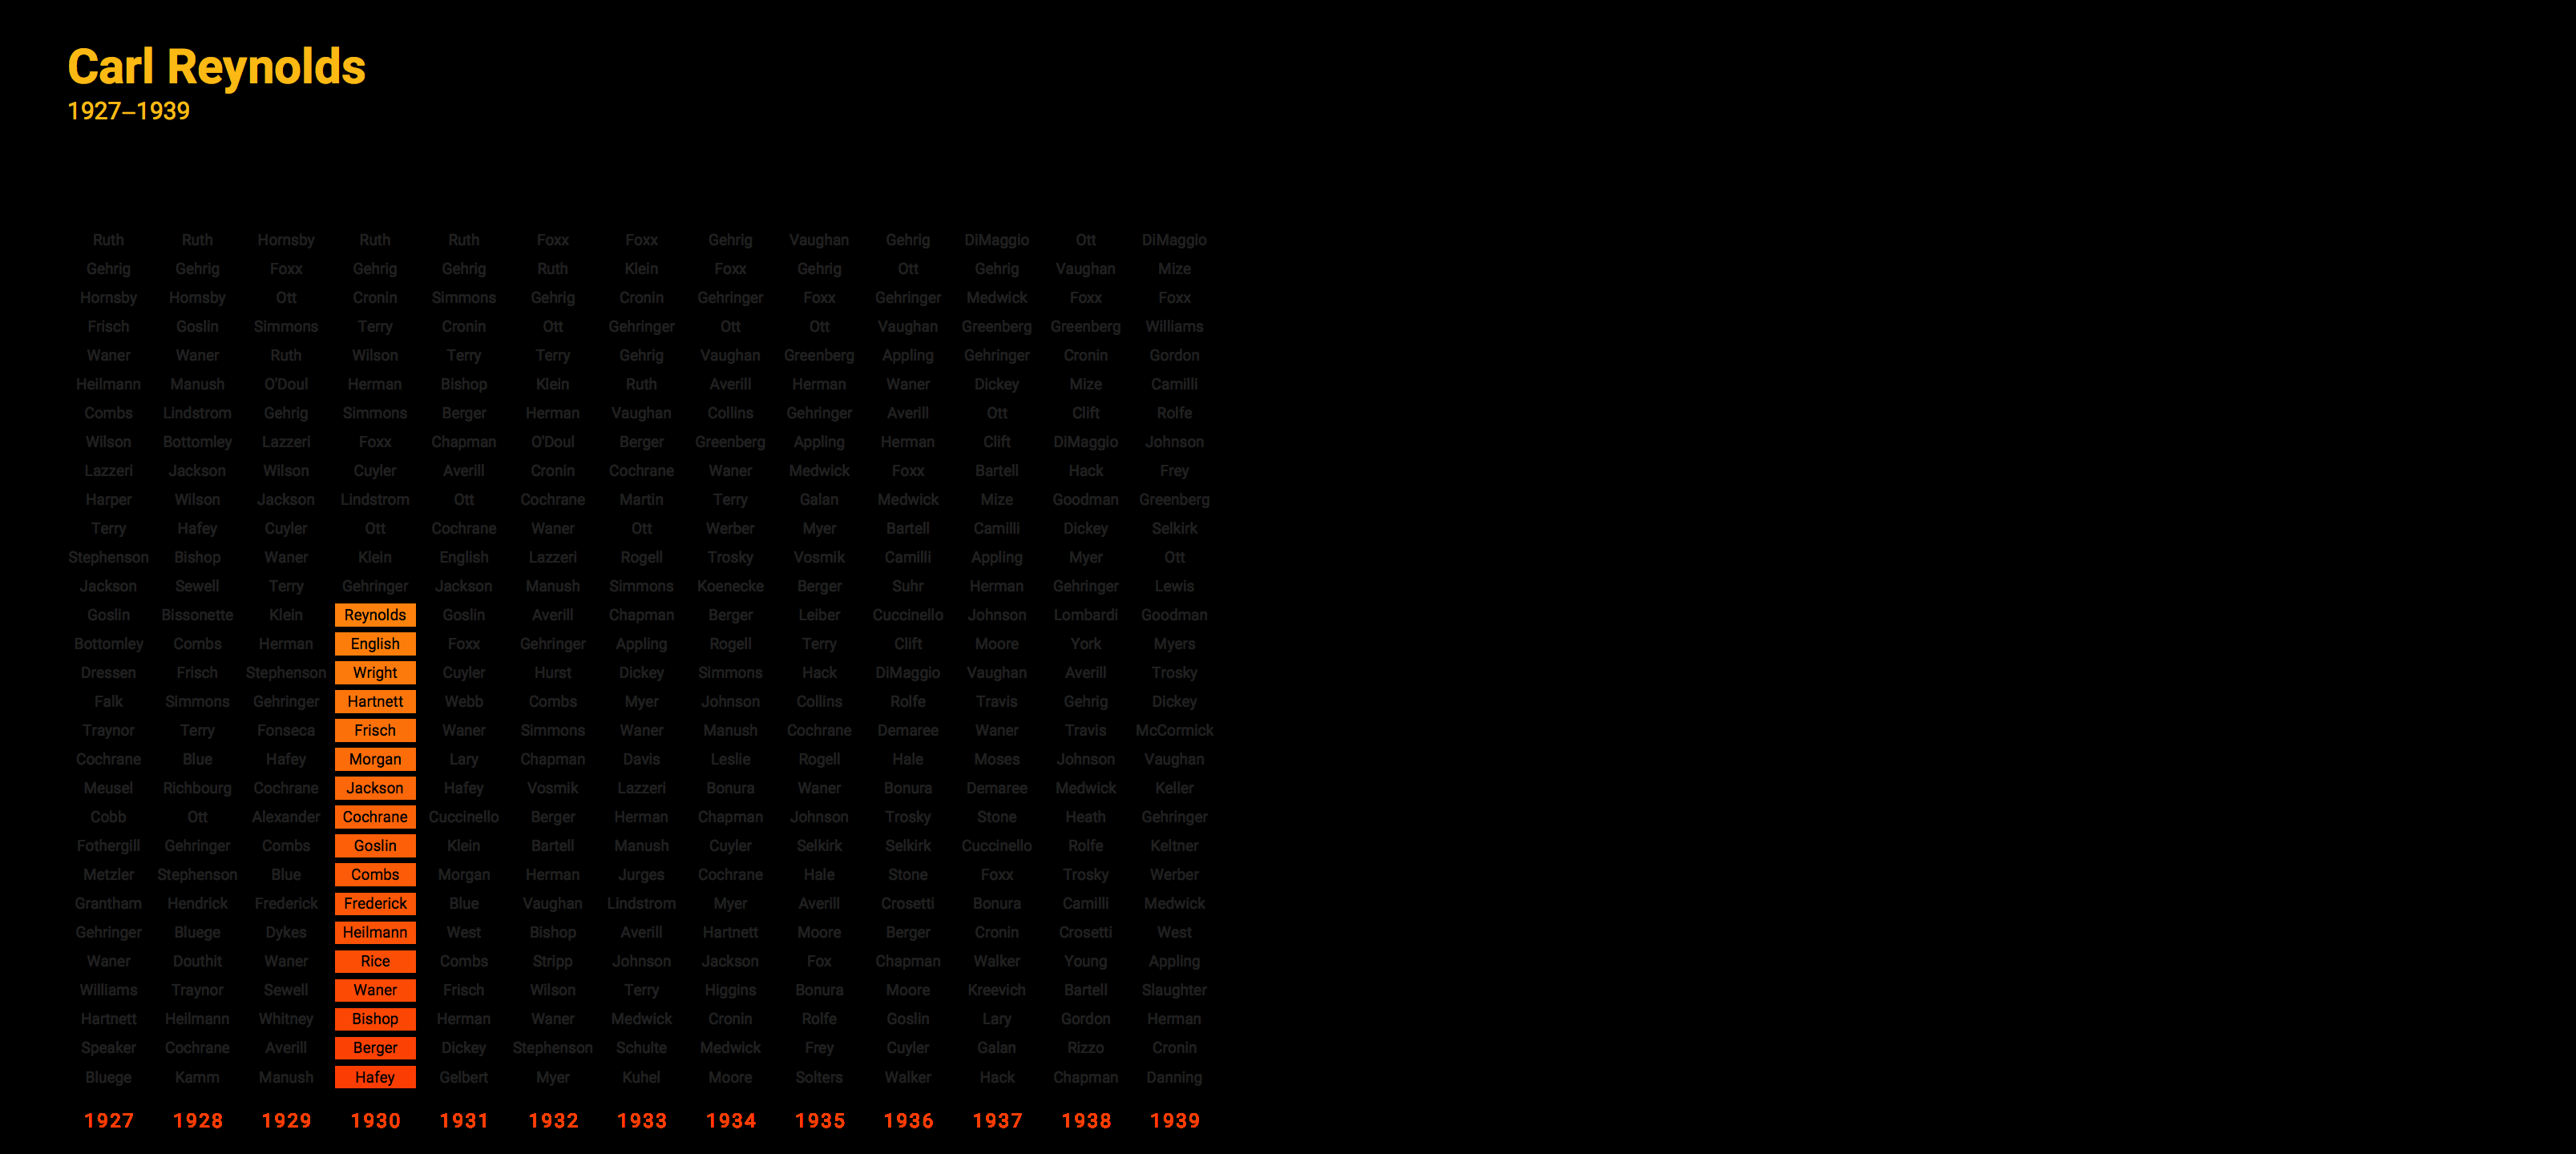 Carl Reynolds
1927–1939
Ruth Ruth Hornsby Ruth Ruth Foxx Foxx Gehrig Vaughan Gehrig DiMaggio Ott DiMaggio
Gehrig Gehrig Foxx Gehrig Gehrig Ruth Klein Foxx Gehrig Ott Gehrig Vaughan Mize
Hornsby Hornsby Ott Cronin Simmons Gehrig Cronin Gehringer Foxx Gehringer Medwick Foxx Foxx
Frisch Goslin Simmons Terry Cronin Ott Gehringer Ott Ott Vaughan Greenberg Greenberg Williams
Waner Waner Ruth Wilson Terry Terry Gehrig Vaughan Greenberg Appling Gehringer Cronin Gordon
Heilmann Manush O'Doul Herman Bishop Klein Ruth Averill Herman Waner Dickey Mize Camilli
Combs Lindstrom Gehrig Simmons Berger Herman Vaughan Collins Gehringer Averill Ott Clift Rolfe
Wilson Bottomley Lazzeri Foxx Chapman O'Doul Berger Greenberg Appling Herman Clift DiMaggio Johnson
Lazzeri Jackson Wilson Cuyler Averill Cronin Cochrane Waner Medwick Foxx Bartell Hack Frey
Harper Wilson Jackson Lindstrom Ott Cochrane Martin Terry Galan Medwick Mize Goodman Greenberg
Terry Hafey Cuyler Ott Cochrane Waner Ott Werber Myer Bartell Camilli Dickey Selkirk
Stephenson Bishop Waner Klein English Lazzeri Rogell Trosky Vosmik Camilli Appling Myer Ott
Jackson Sewell Terry Gehringer Jackson Manush Simmons Koenecke Berger Suhr Herman Gehringer Lewis
Goslin Bissonette Klein Reynolds Goslin Averill Chapman Berger Leiber Cuccinello Johnson Lombardi Goodman
Bottomley Combs Herman English Foxx Gehringer Appling Rogell Terry Clift Moore York Myers
Dressen Frisch Stephenson Wright Cuyler Hurst Dickey Simmons Hack DiMaggio Vaughan Averill Trosky
Falk Simmons Gehringer Hartnett Webb Combs Myer Johnson Collins Rolfe Travis Gehrig Dickey
Traynor Terry Fonseca Frisch Waner Simmons Waner Manush Cochrane Demaree Waner Travis McCormick
Cochrane Blue Hafey Morgan Lary Chapman Davis Leslie Rogell Hale Moses Johnson Vaughan
Meusel Richbourg Cochrane Jackson Hafey Vosmik Lazzeri Bonura Waner Bonura Demaree Medwick Keller
Cobb Ott Alexander Cochrane Cuccinello Berger Herman Chapman Johnson Trosky Stone Heath Gehringer
Fothergill Gehringer Combs Goslin Klein Bartell Manush Cuyler Selkirk Selkirk Cuccinello Rolfe Keltner
Metzler Stephenson Blue Combs Morgan Herman Jurges Cochrane Hale Stone Foxx Trosky Werber
Grantham Hendrick Frederick Frederick Blue Vaughan Lindstrom Myer Averill Crosetti Bonura Camilli Medwick
Gehringer Bluege Dykes Heilmann West Bishop Averill Hartnett Moore Berger Cronin Crosetti West
Waner Douthit Waner Rice Combs Stripp Johnson Jackson Fox Chapman Walker Young Appling
Williams Traynor Sewell Waner Frisch Wilson Terry Higgins Bonura Moore Kreevich Bartell Slaughter
Hartnett Heilmann Whitney Bishop Herman Waner Medwick Cronin Rolfe Goslin Lary Gordon Herman
Speaker Cochrane Averill Berger Dickey Stephenson Schulte Medwick Frey Cuyler Galan Rizzo Cronin
Bluege Kamm Manush Hafey Gelbert Myer Kuhel Moore Solters Walker Hack Chapman Danning
1927 1928 1929 1930 1931 1932 1933 1934 1935 1936 1937 1938 1939